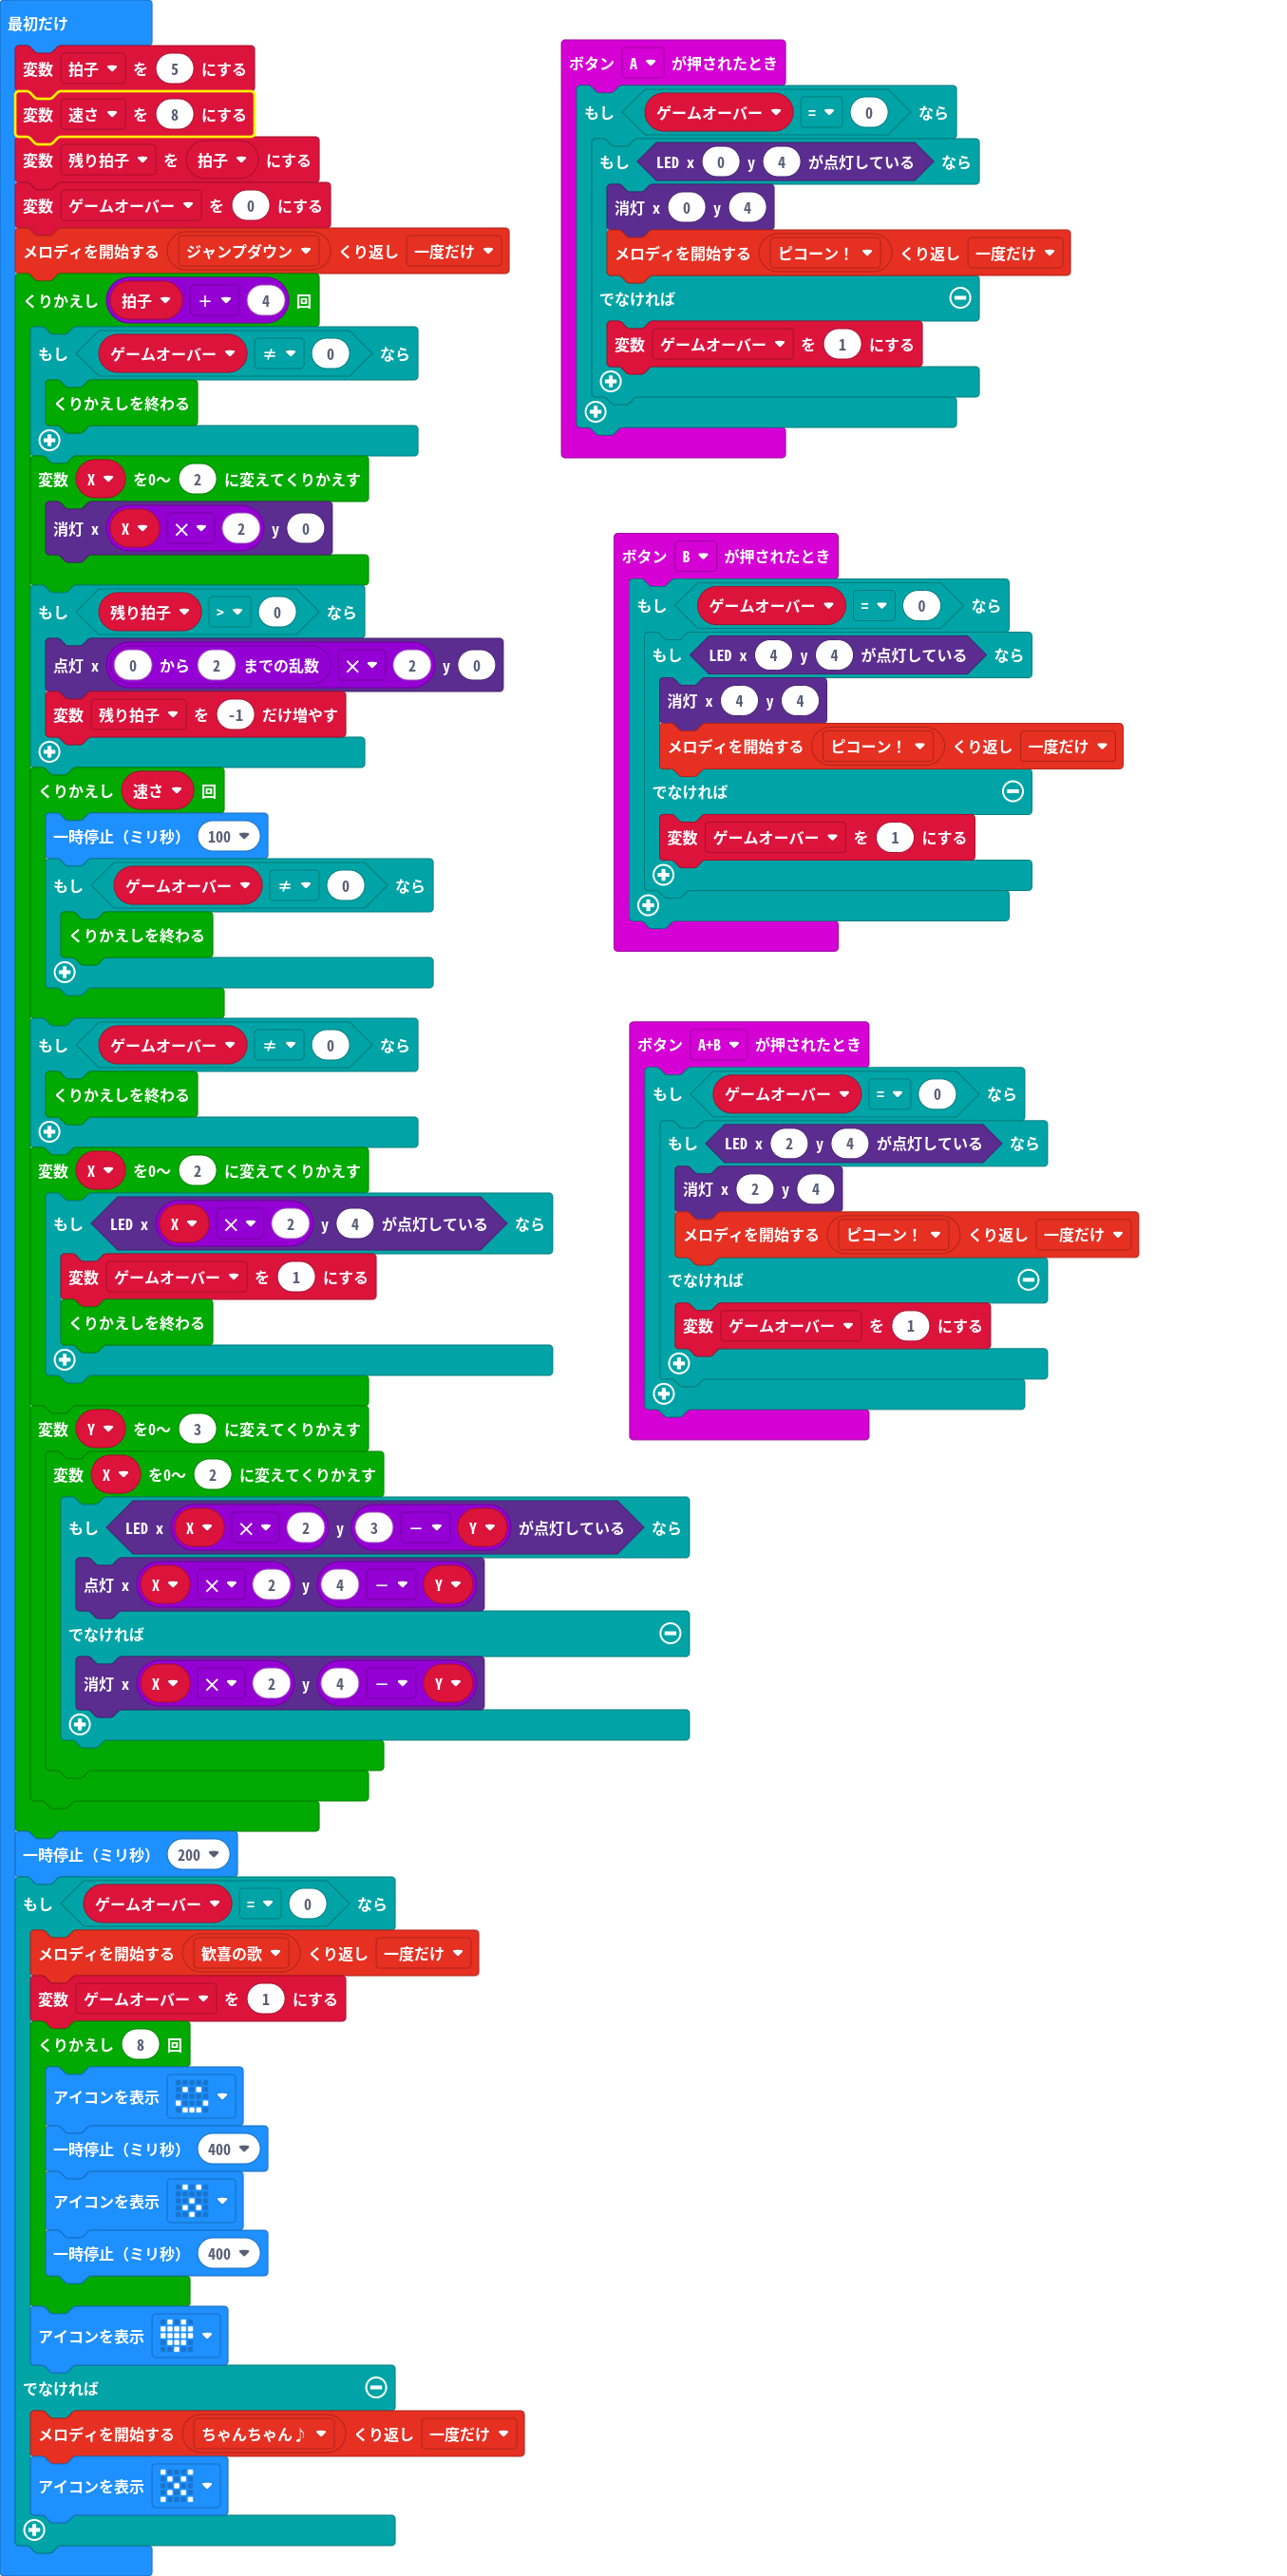 最初だけ
変数 拍子 を 5 にする
変数 速さ を 8 にする
変数 残り拍子 を 拍子 にする
変数 ゲームオーバー を 0 にする
メロディを開始する ジャンプダウン くり返し 一度だけ
くりかえし 拍子 + 4 回
もし ゲームオーバー ≠ 0 なら
くりかえしを終わる
変数 X を0～ 2 に変えてくりかえす
消灯 x X × 2 y 0
もし 残り拍子 > 0 なら
点灯 x 0 から 2 までの乱数 × 2 y 0
変数 残り拍子 を -1 だけ増やす
くりかえし 速さ 回
一時停止（ミリ秒） 100
もし ゲームオーバー ≠ 0 なら
くりかえしを終わる
もし ゲームオーバー ≠ 0 なら
くりかえしを終わる
変数 X を0～ 2 に変えてくりかえす
もし LED x X × 2 y 4 が点灯している なら
変数 ゲームオーバー を 1 にする
くりかえしを終わる
変数 Y を0～ 3 に変えてくりかえす
変数 X を0～ 2 に変えてくりかえす
もし LED x X × 2 y 3 － Y が点灯している なら
点灯 x X × 2 y 4 － Y
でなければ
消灯 x X × 2 y 4 － Y
一時停止（ミリ秒） 200
もし ゲームオーバー = 0 なら
メロディを開始する 歓喜の歌 くり返し 一度だけ
変数 ゲームオーバー を 1 にする
くりかえし 8 回
アイコンを表示
一時停止（ミリ秒） 400
アイコンを表示
一時停止（ミリ秒） 400
アイコンを表示
でなければ
メロディを開始する ちゃんちゃん♪ くり返し 一度だけ
アイコンを表示
ボタン A が押されたとき
もし ゲームオーバー = 0 なら
もし LED x 0 y 4 が点灯している なら
消灯 x 0 y 4
メロディを開始する ピコーン！ くり返し 一度だけ
でなければ
変数 ゲームオーバー を 1 にする
ボタン B が押されたとき
もし ゲームオーバー = 0 なら
もし LED x 4 y 4 が点灯している なら
消灯 x 4 y 4
メロディを開始する ピコーン！ くり返し 一度だけ
でなければ
変数 ゲームオーバー を 1 にする
ボタン A+B が押されたとき
もし ゲームオーバー = 0 なら
もし LED x 2 y 4 が点灯している なら
消灯 x 2 y 4
メロディを開始する ピコーン！ くり返し 一度だけ
でなければ
変数 ゲームオーバー を 1 にする